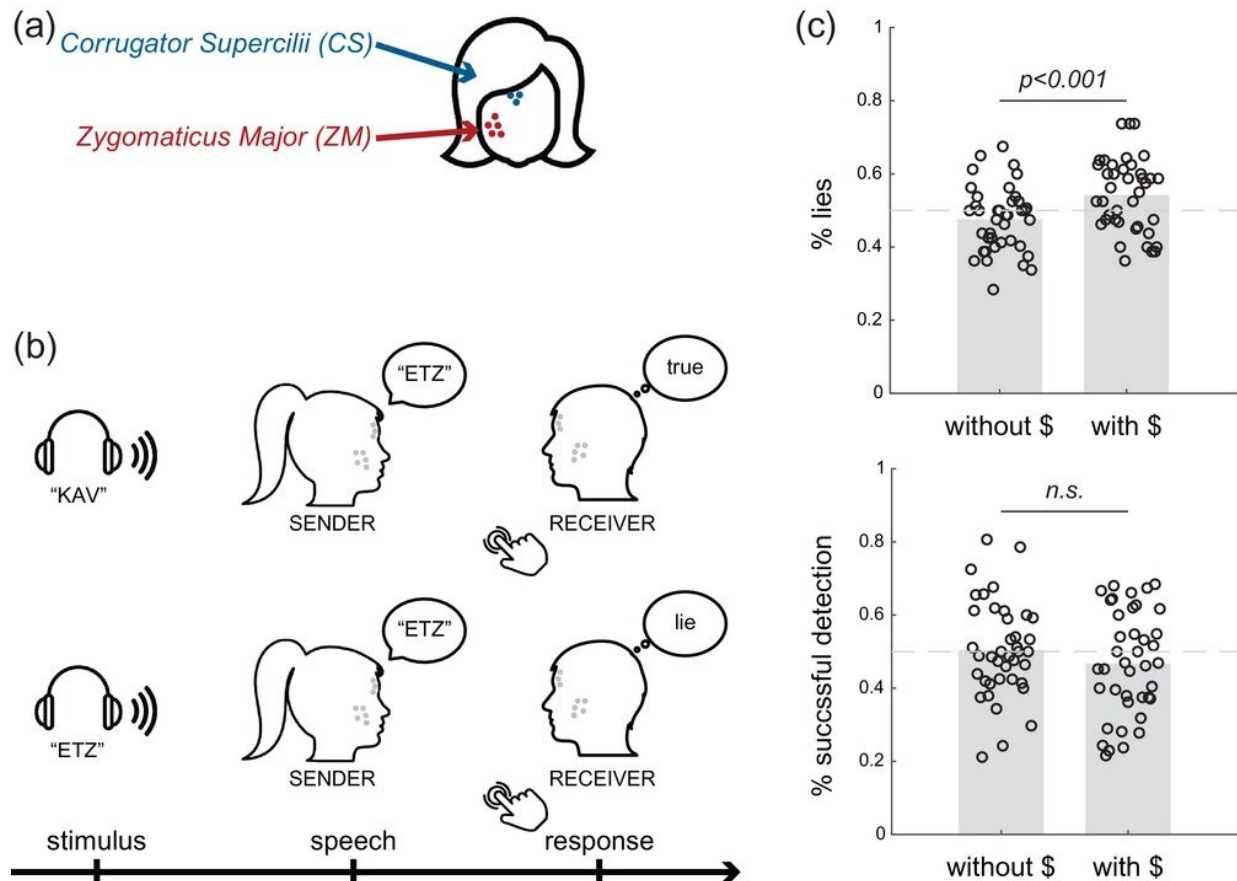 (a)
Corrugator Supercilii (CS)
Zygomaticus Major (ZM)
(b)
"KAV"
"ETZ"
SENDER
true
RECEIVER
"ETZ"
"ETZ"
SENDER
lie
RECEIVER
stimulus
speech
response
(c)
% lies
1
0.8
0.6
0.4
0.2
0
p<0.001
without $
with $
% succssful detection
1
0.8
0.6
0.4
0.2
0
n.s.
without $
with $